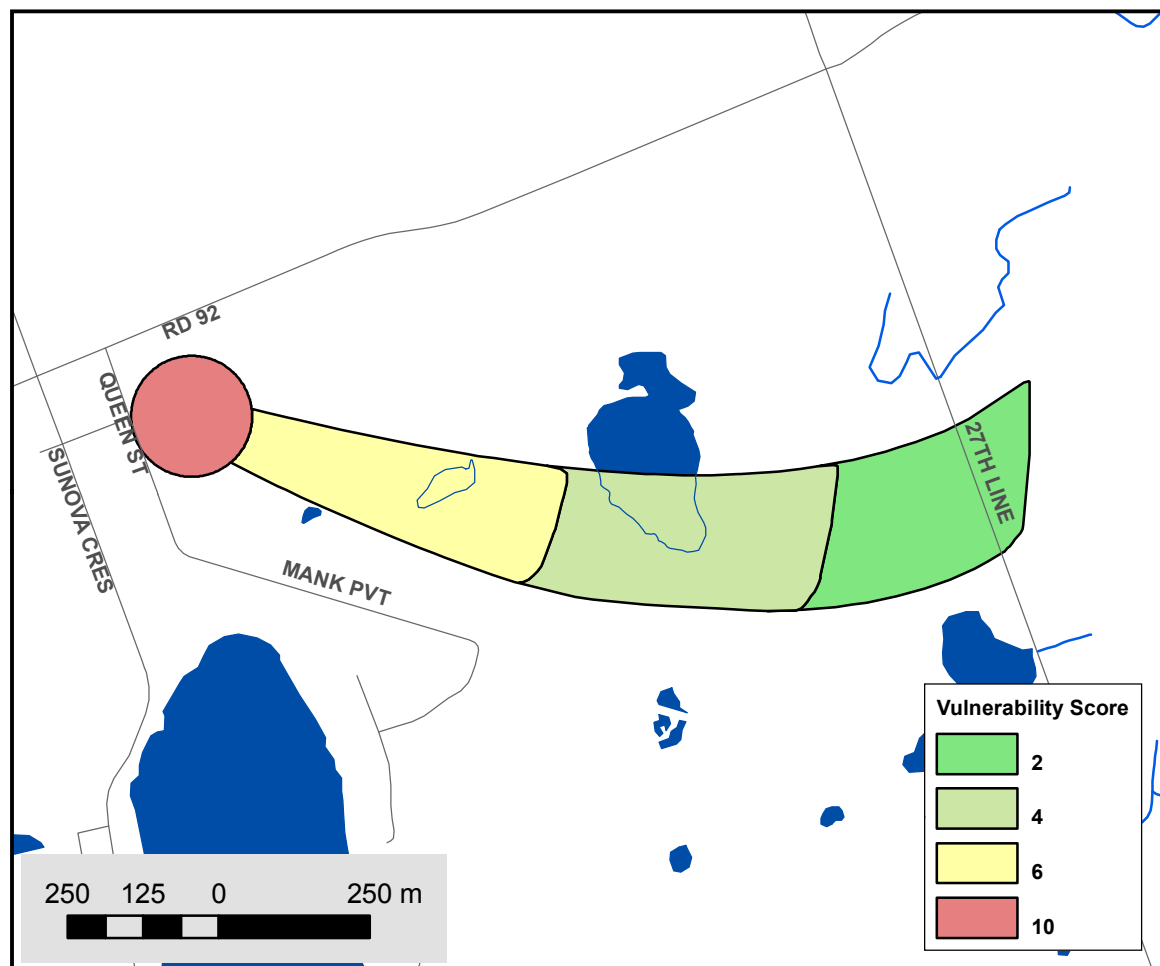 RD 92
QUEEN ST
SUNOVA CRES
MANK PVT
27TH LINE
Vulnerability Score
2
4
6
10
250 125 0 250 m